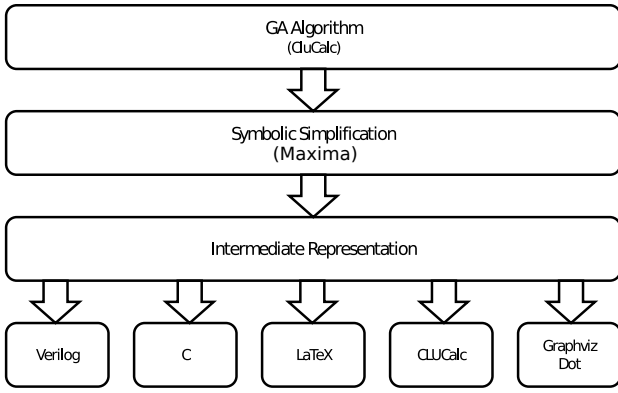 GA Algorithm
(CluCalc)
Symbolic Simplification
(Maxima)
Intermediate Representation
Verilog
C
LaTeX
CLUCalc
Graphviz
Dot